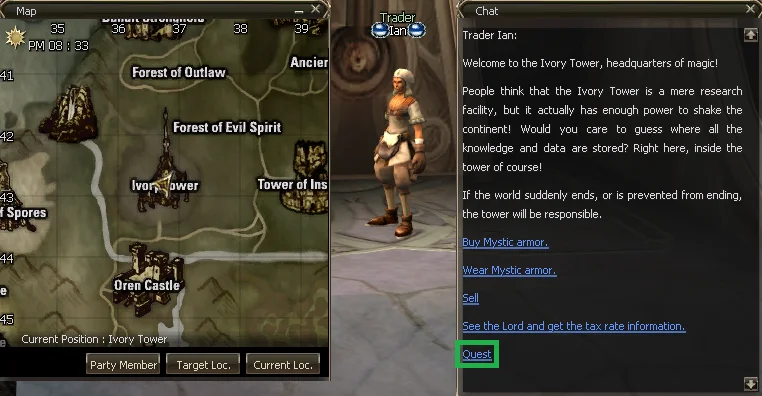 Map
35 36 37 38 39
PM 08 : 33
41
Forest of Outlaw
Ancien
42
Forest of Evil Spirit
Ivory Tower
Tower of Ins
43
f Spores
44
Oren Castle
45
Current Position : Ivory Tower
Party Member
Target Loc.
Current Loc.
Trader
Ian
Chat
Trader Ian:
Welcome to the Ivory Tower, headquarters of magic!
People think that the Ivory Tower is a mere research
facility, but it actually has enough power to shake the
continent! Would you care to guess where all the
knowledge and data are stored? Right here, inside the
tower of course!
If the world suddenly ends, or is prevented from ending,
the tower will be responsible.
Buy Mystic armor.
Wear Mystic armor.
Sell
See the Lord and get the tax rate information.
Quest